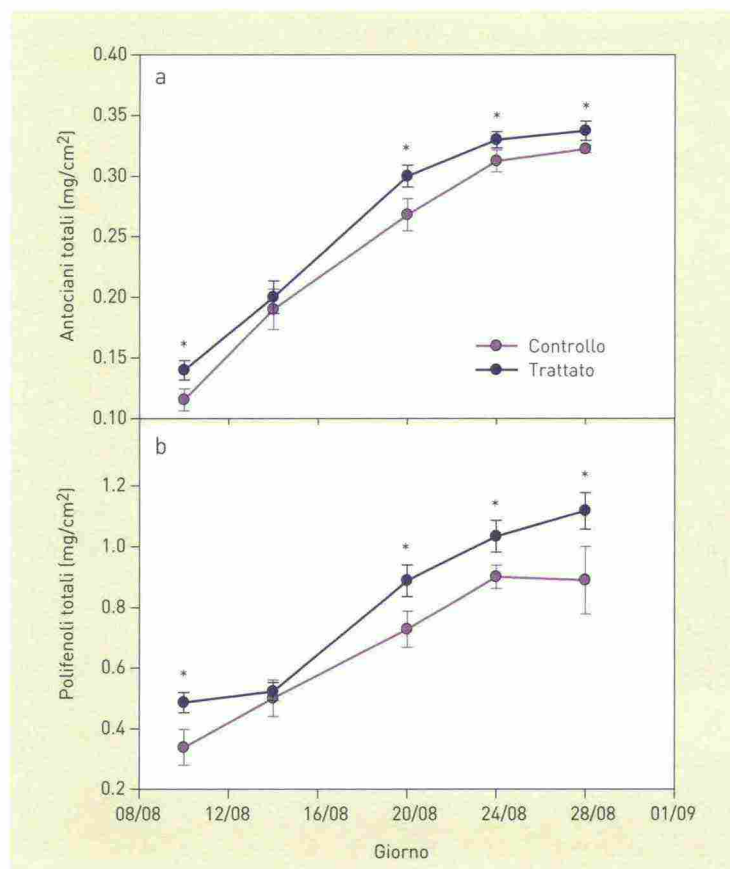 a
Antociani totali (mg/cm²)
0.40
0.35
0.30
0.25
0.20
0.15
0.10
*
*
*
*
Controllo
Trattato
b
Polifenoli totali (mg/cm²)
1.2
1.0
0.8
0.6
0.4
0.2
*
*
*
*
08/08 12/08 16/08 20/08 24/08 28/08 01/09
Giorno